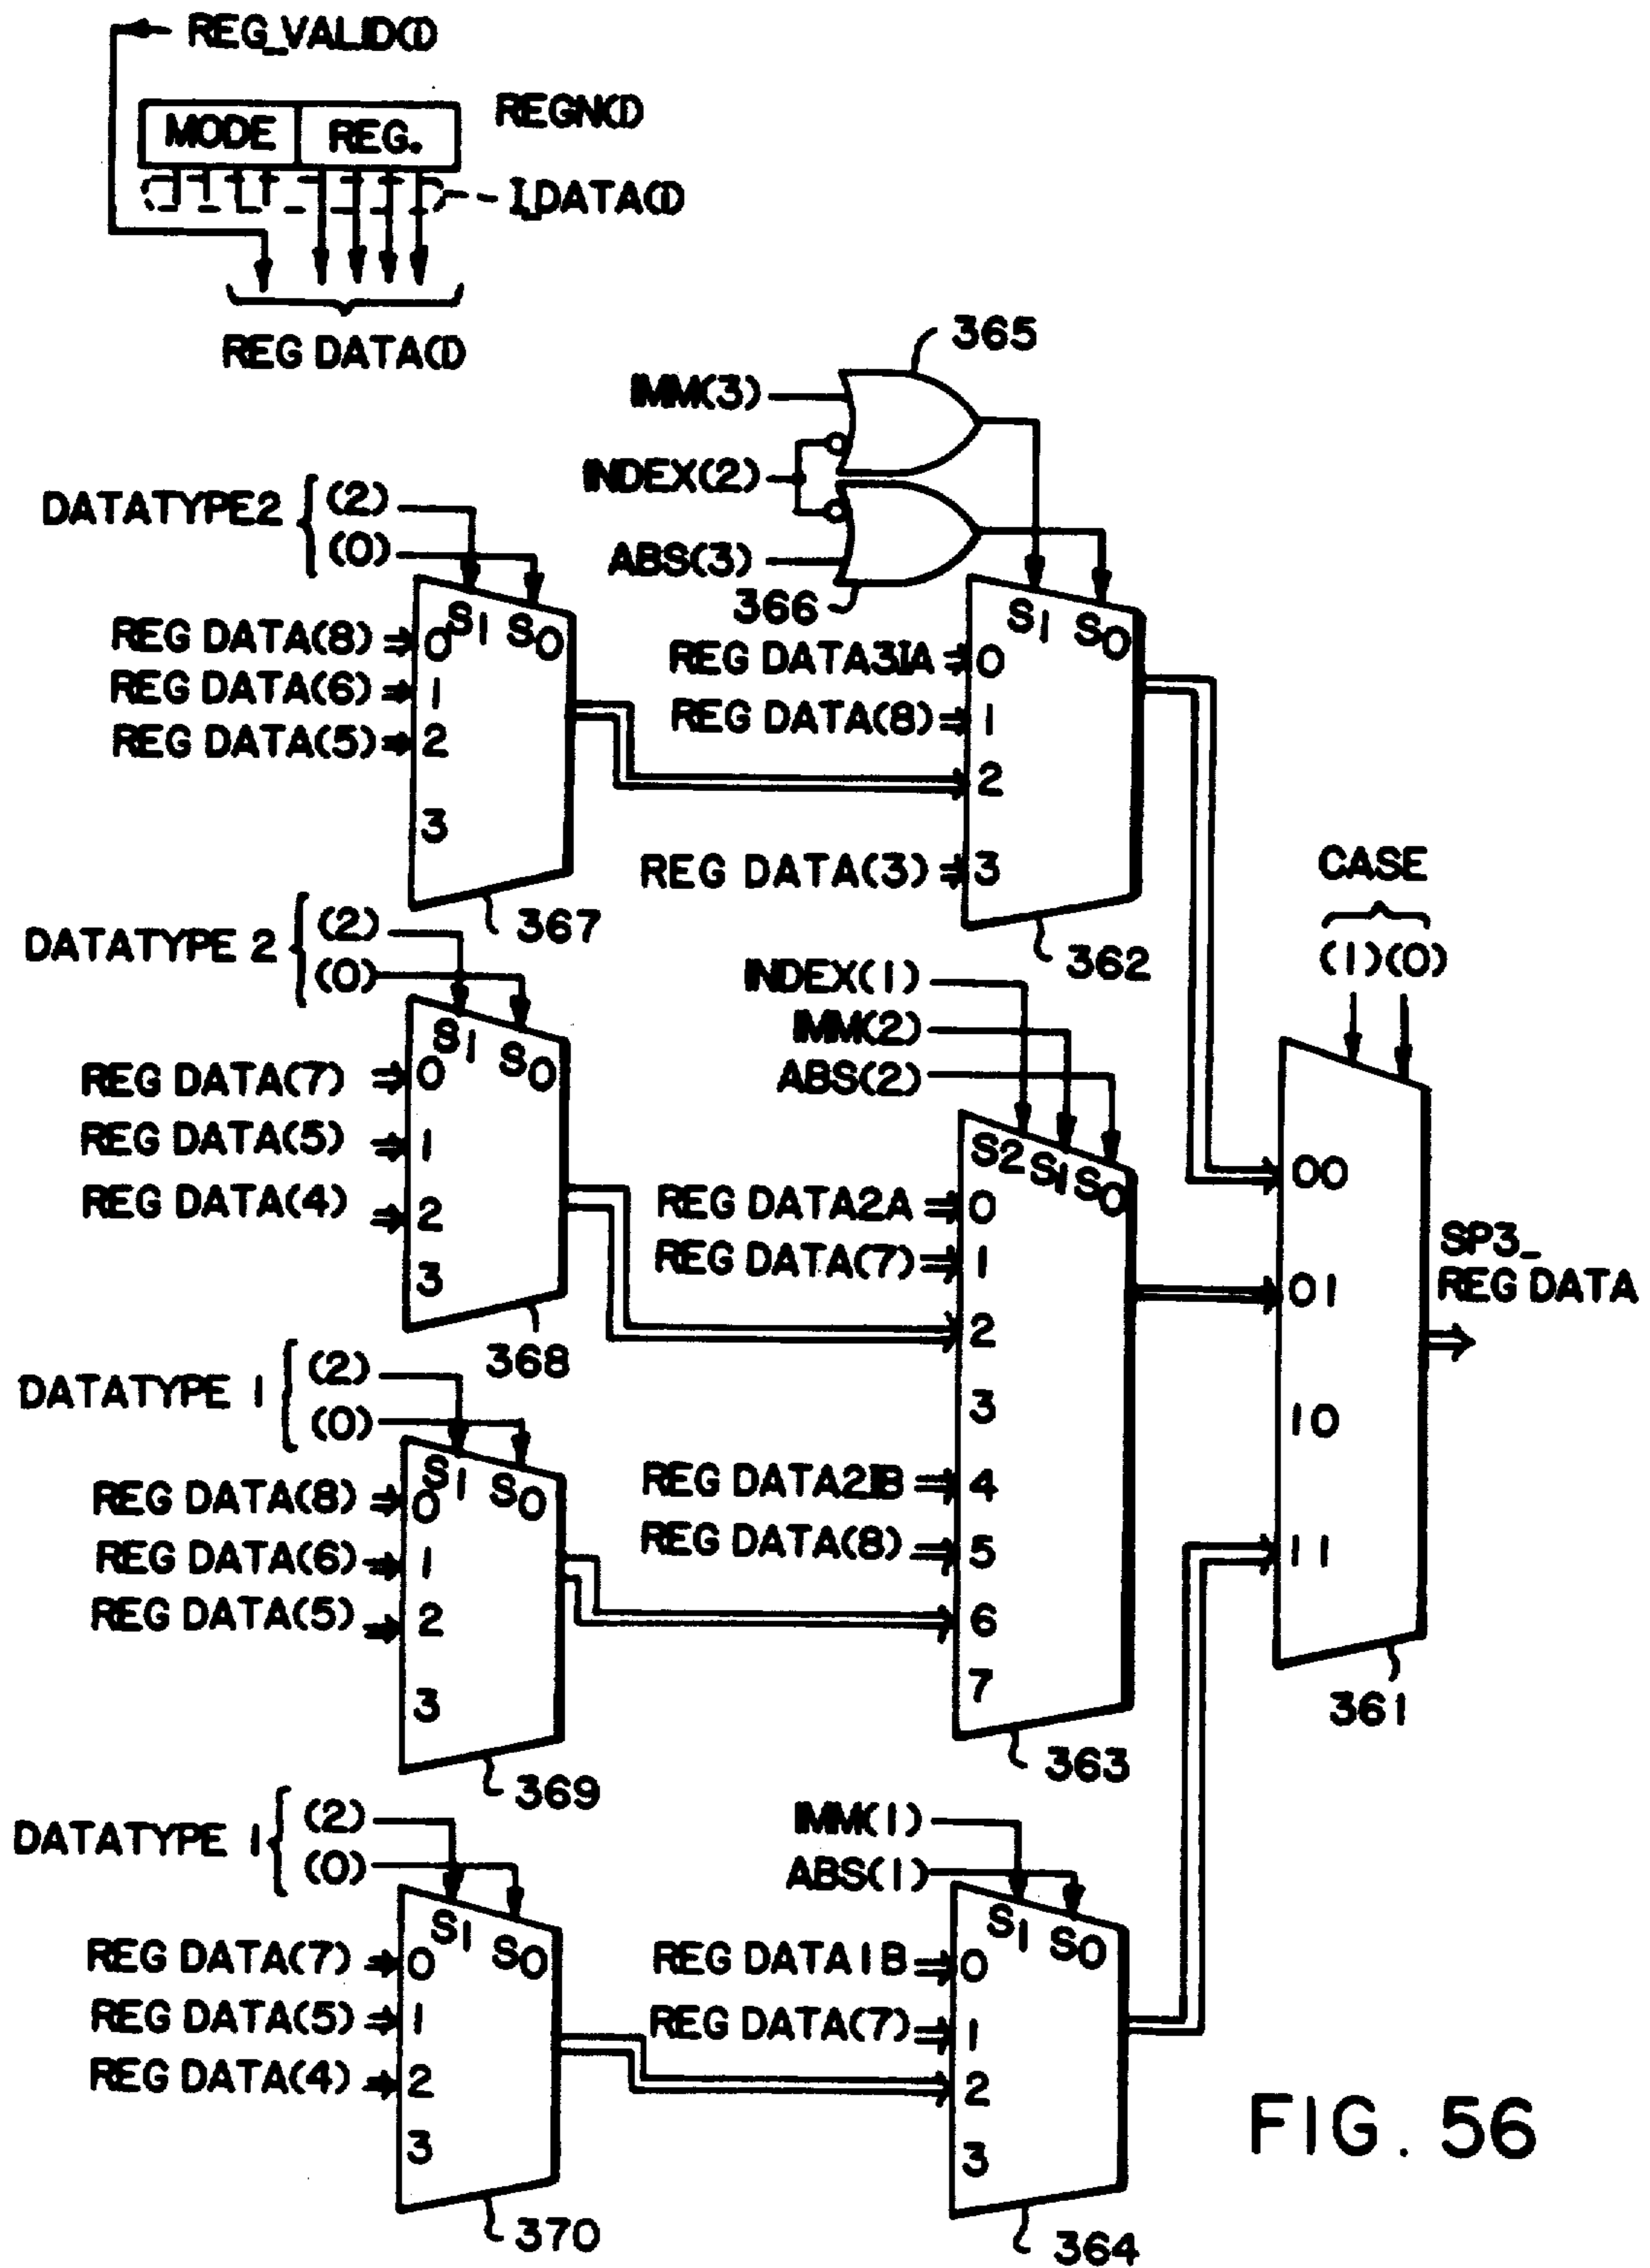 REG_VALID(I)
REGN(I)
MODE REG.
I_DATA(I)
REG DATA(I)
365
IMM(3)
INDEX(2)
ABS(3)
366
DATATYPE2 (2)
(0)
S1 S0
REG DATA(8) 0
REG DATA(6) 1
REG DATA(5) 2
3
367
S1 S0
REG DATA3IA 0
REG DATA(8) 1
2
REG DATA(3) 3
362
CASE
(1)(0)
DATATYPE 2 (2)
(0)
S1 S0
REG DATA(7) 0
REG DATA(5) 1
REG DATA(4) 2
3
368
INDEX(1)
IMM(2)
ABS(2)
S2 S1 S0
REG DATA2A 0
REG DATA(7) 1
2
3
REG DATA2IB 4
REG DATA(8) 5
6
7
363
00
01
10
11
SP3_
REG DATA
361
DATATYPE 1 (2)
(0)
S1 S0
REG DATA(8) 0
REG DATA(6) 1
REG DATA(5) 2
3
369
DATATYPE 1 (2)
(0)
S1 S0
REG DATA(7) 0
REG DATA(5) 1
REG DATA(4) 2
3
370
IMM(1)
ABS(1)
S1 S0
REG DATA1B 0
REG DATA(7) 1
2
3
364
FIG. 56